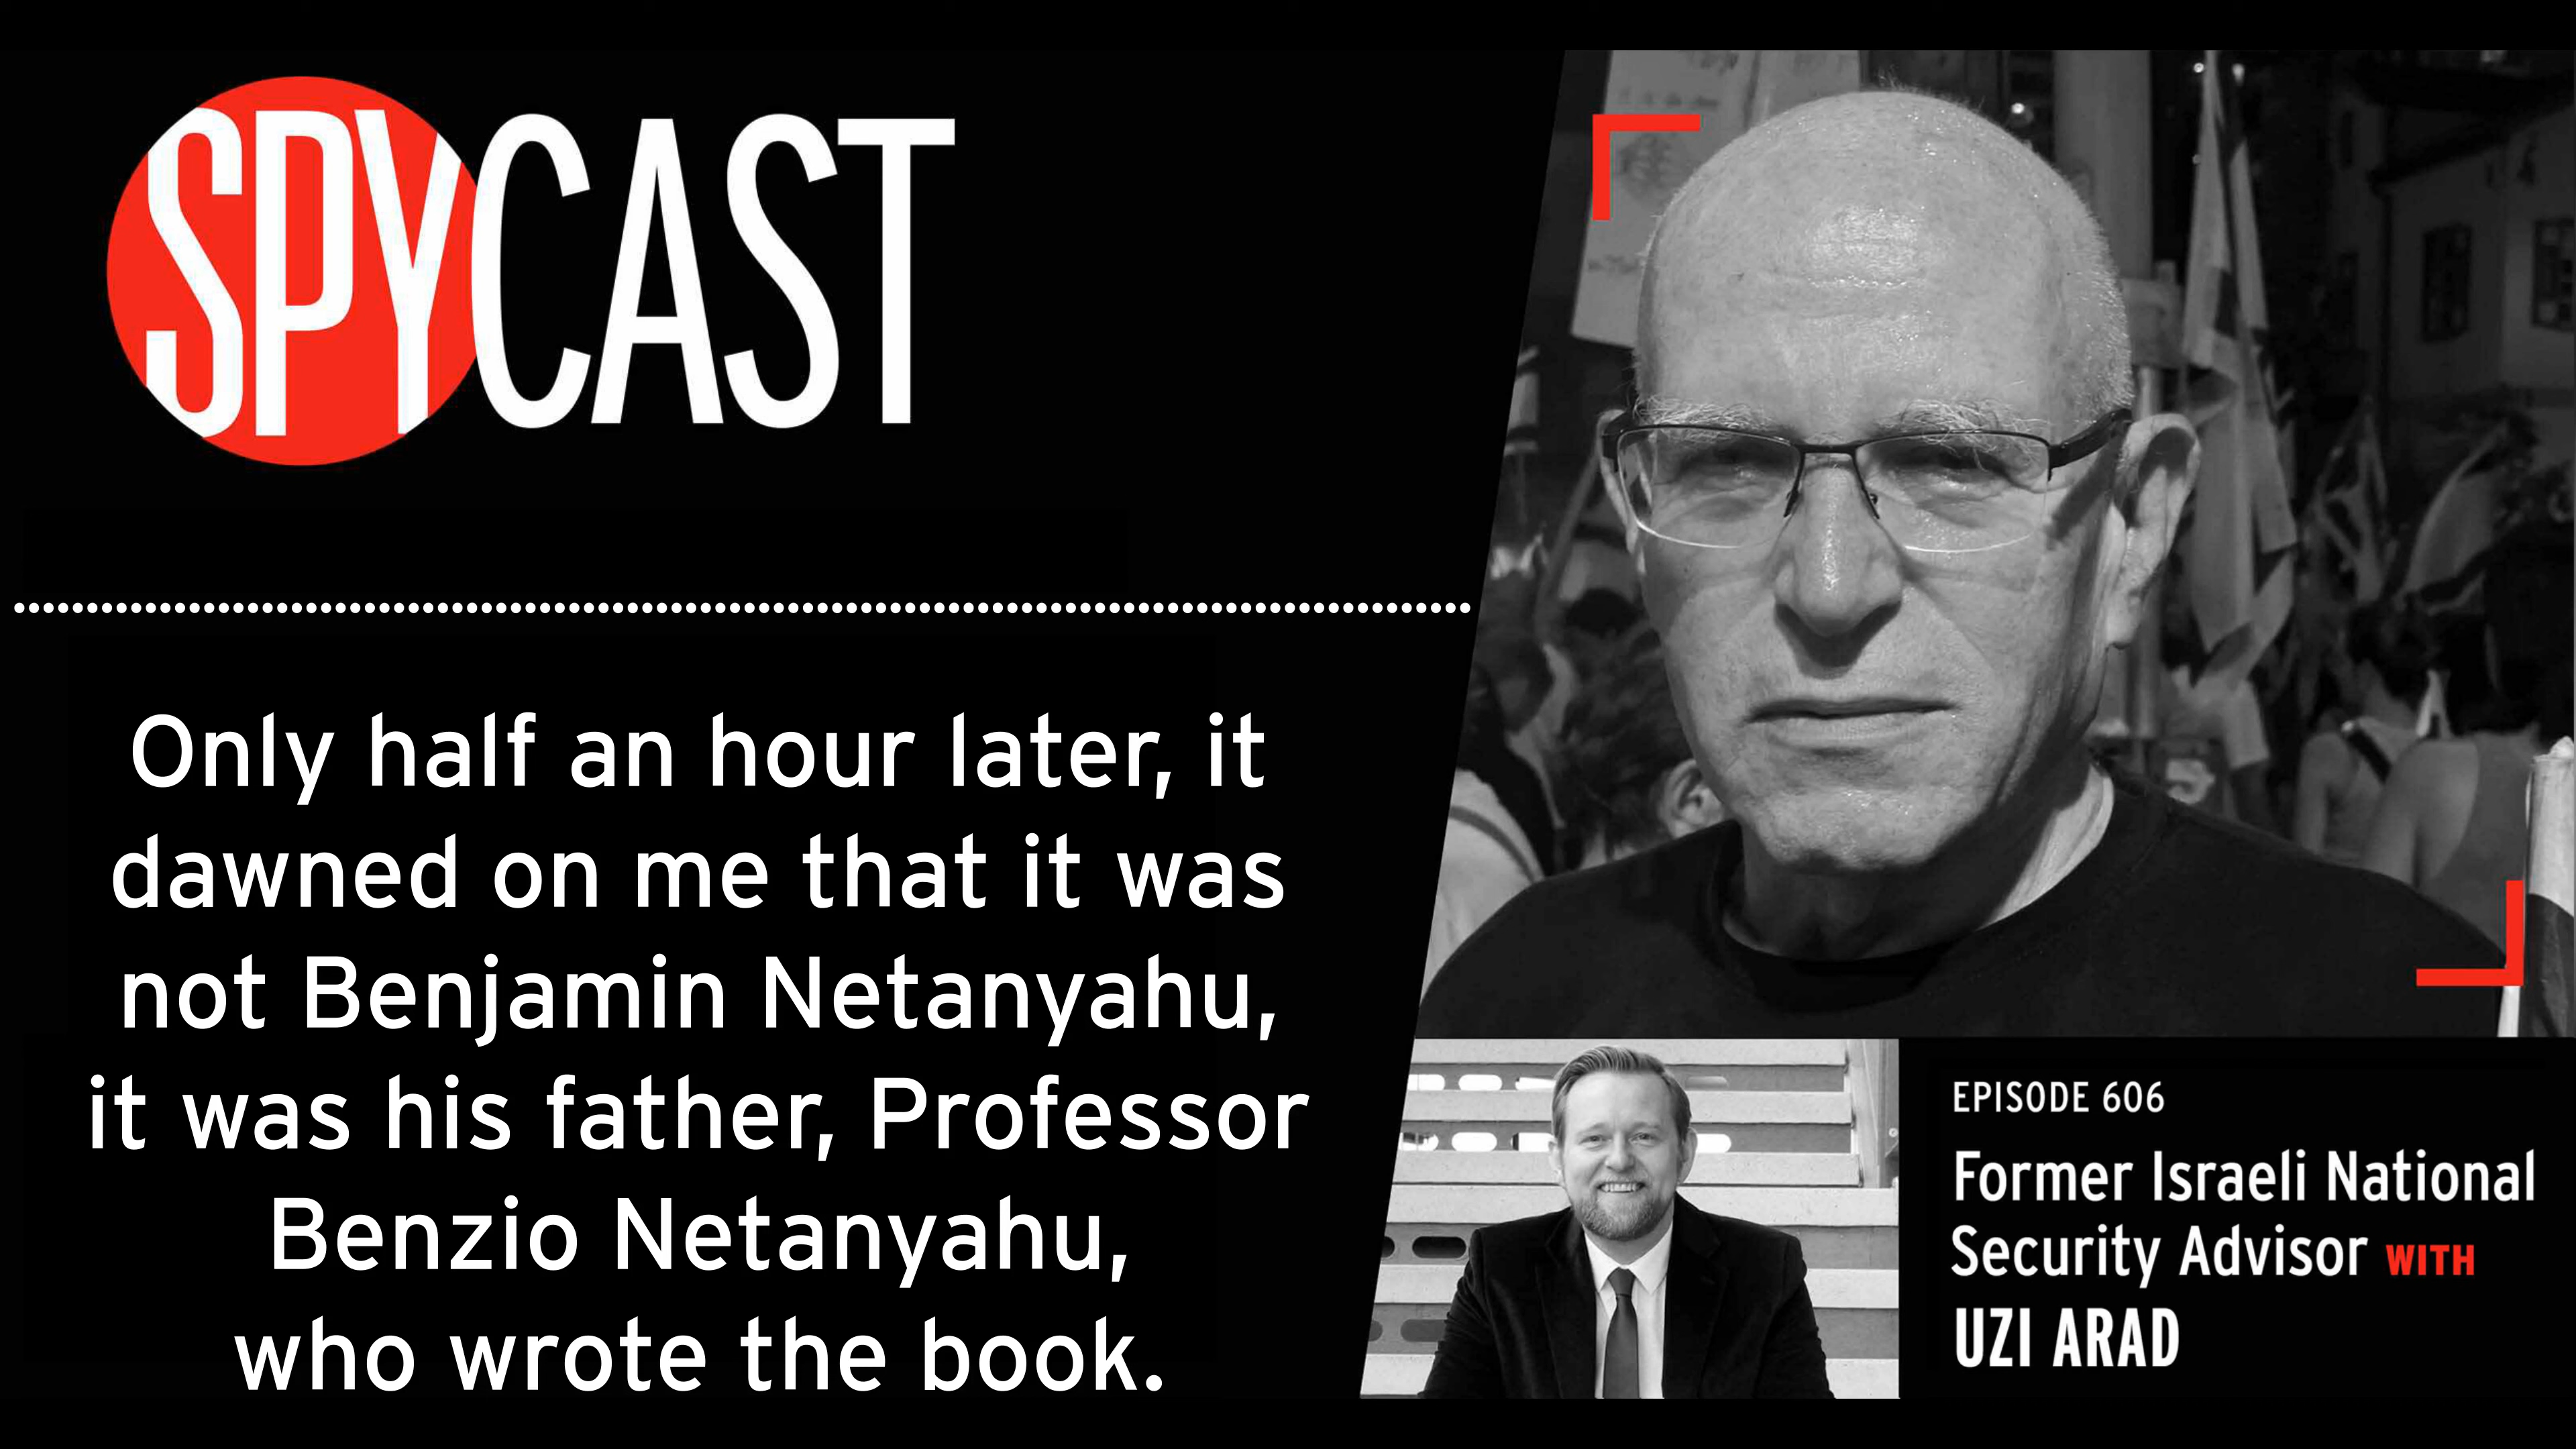 SPYCAST
Only half an hour later, it
dawned on me that it was
not Benjamin Netanyahu,
it was his father, Professor
Benzio Netanyahu,
who wrote the book.
EPISODE 606
Former Israeli National
Security Advisor WITH
UZI ARAD